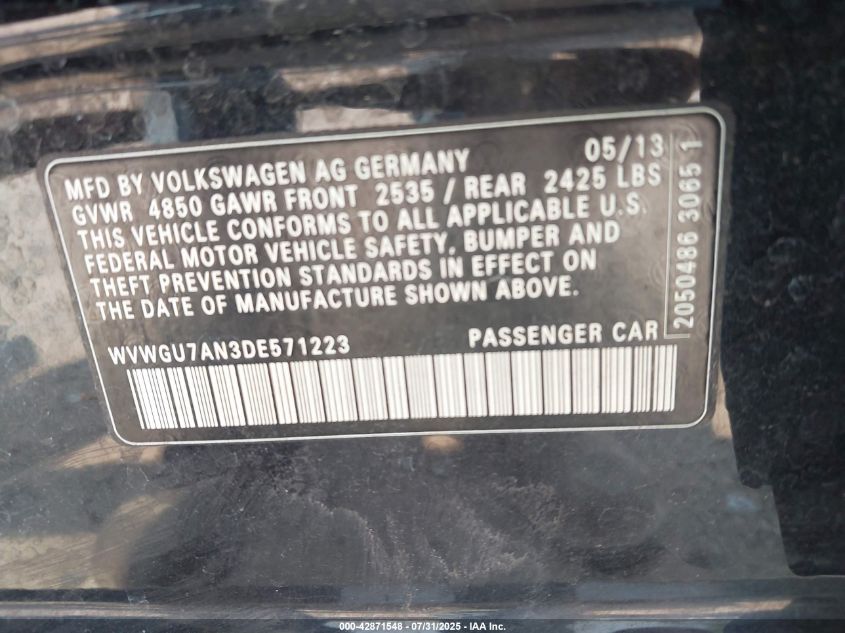 05/13
MFD BY VOLKSWAGEN AG GERMANY
GVWR 4850 GAWR FRONT 2535 / REAR 2425 LBS
THIS VEHICLE CONFORMS TO ALL APPLICABLE U.S.
FEDERAL MOTOR VEHICLE SAFETY, BUMPER AND
THEFT PREVENTION STANDARDS IN EFFECT ON
THE DATE OF MANUFACTURE SHOWN ABOVE.
WVWGU7AN3DE571223 PASSENGER CAR
2050486 3065 1
000-42871548 - 07/31/2025 - IAA Inc.